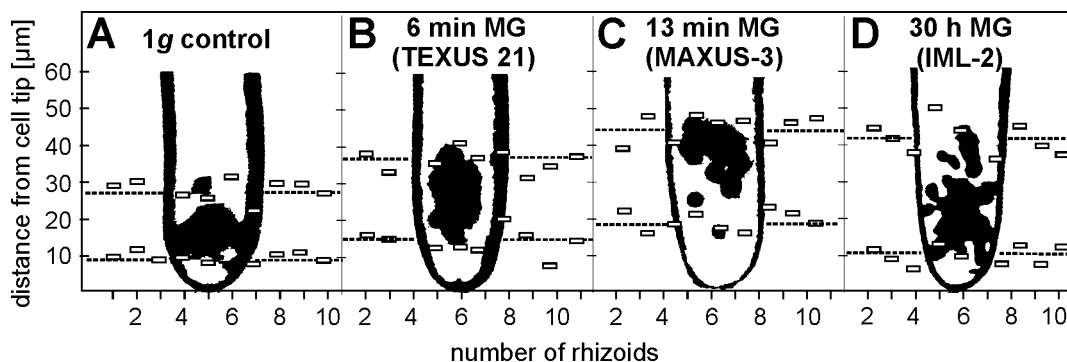 A
1g control
B
6 min MG
(TEXUS 21)
C
13 min MG
(MAXUS-3)
D
30 h MG
(IML-2)
distance from cell tip [µm]
60
50
40
30
20
10
2 4 6 8 10
2 4 6 8 10
2 4 6 8 10
2 4 6 8 10
number of rhizoids